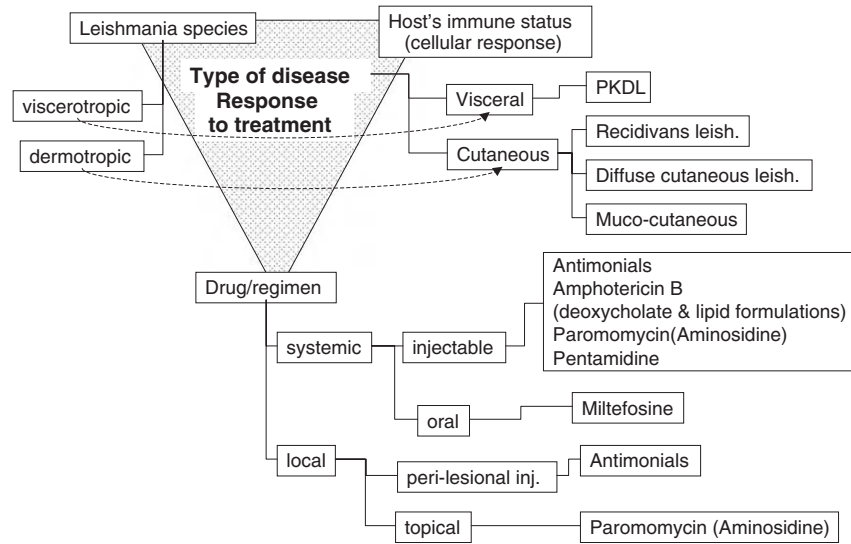 Leishmania species
Host's immune status
(cellular response)
Type of disease
Response
to treatment
viscerotropic
dermotropic
Visceral
PKDL
Cutaneous
Recidivans leish.
Diffuse cutaneous leish.
Muco-cutaneous
Drug/regimen
systemic
injectable
Antimonials
Amphotericin B
(deoxycholate & lipid formulations)
Paromomycin(Aminosidine)
Pentamidine
oral
Miltefosine
local
peri-lesional inj.
Antimonials
topical
Paromomycin (Aminosidine)